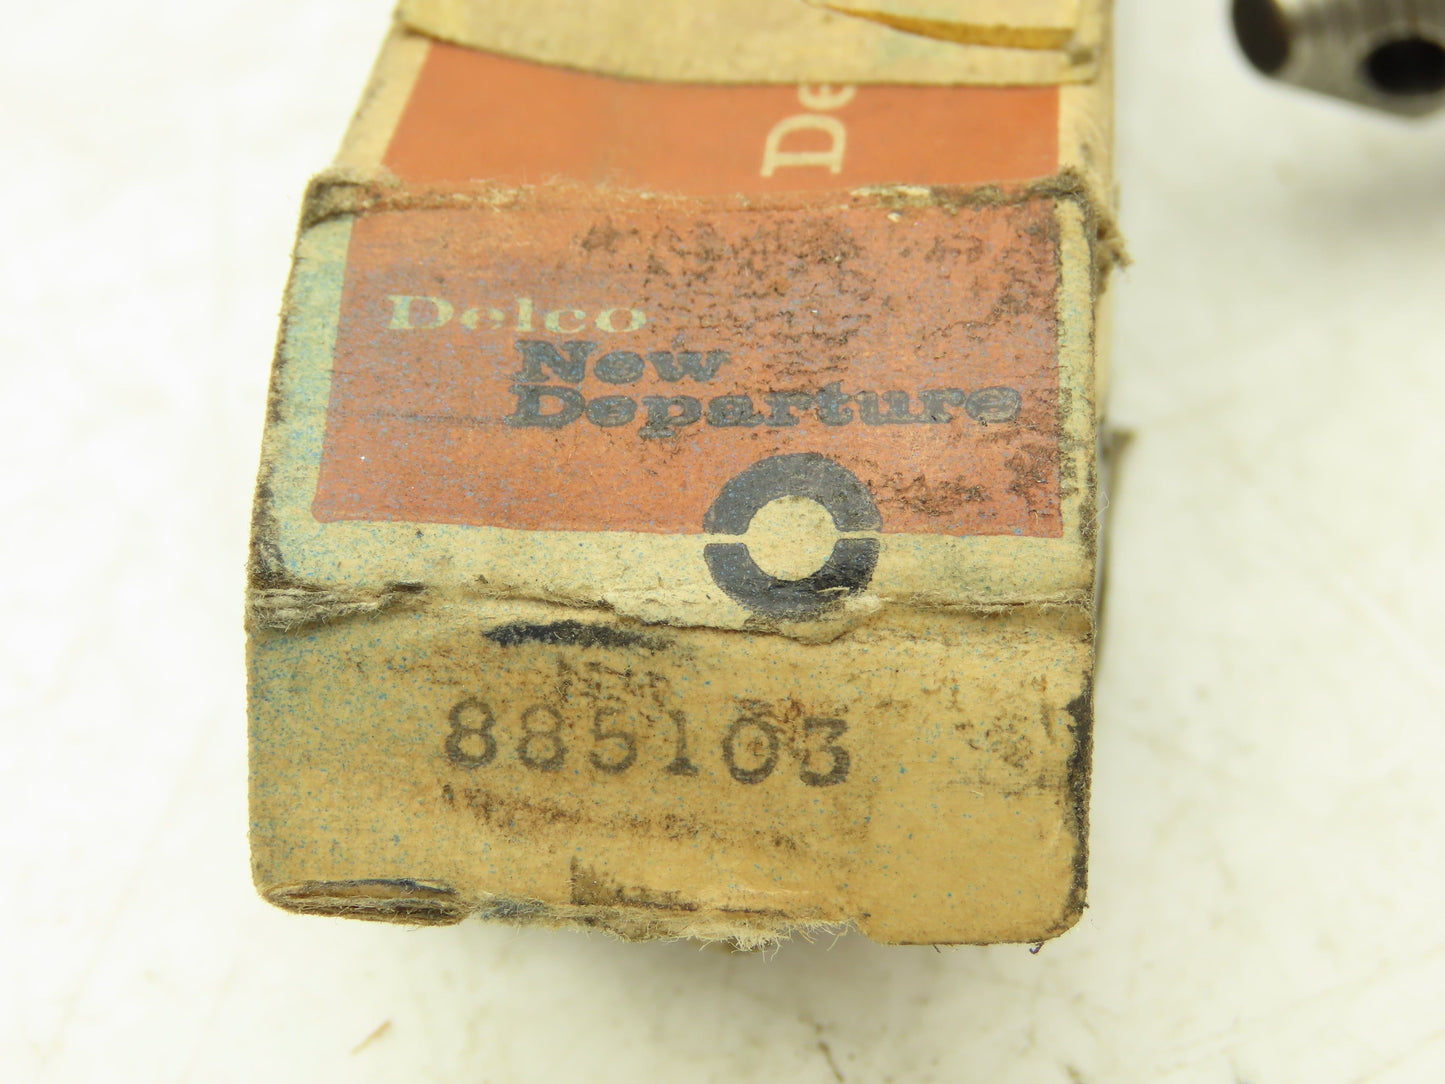 De
Delco
New
Departure
885103